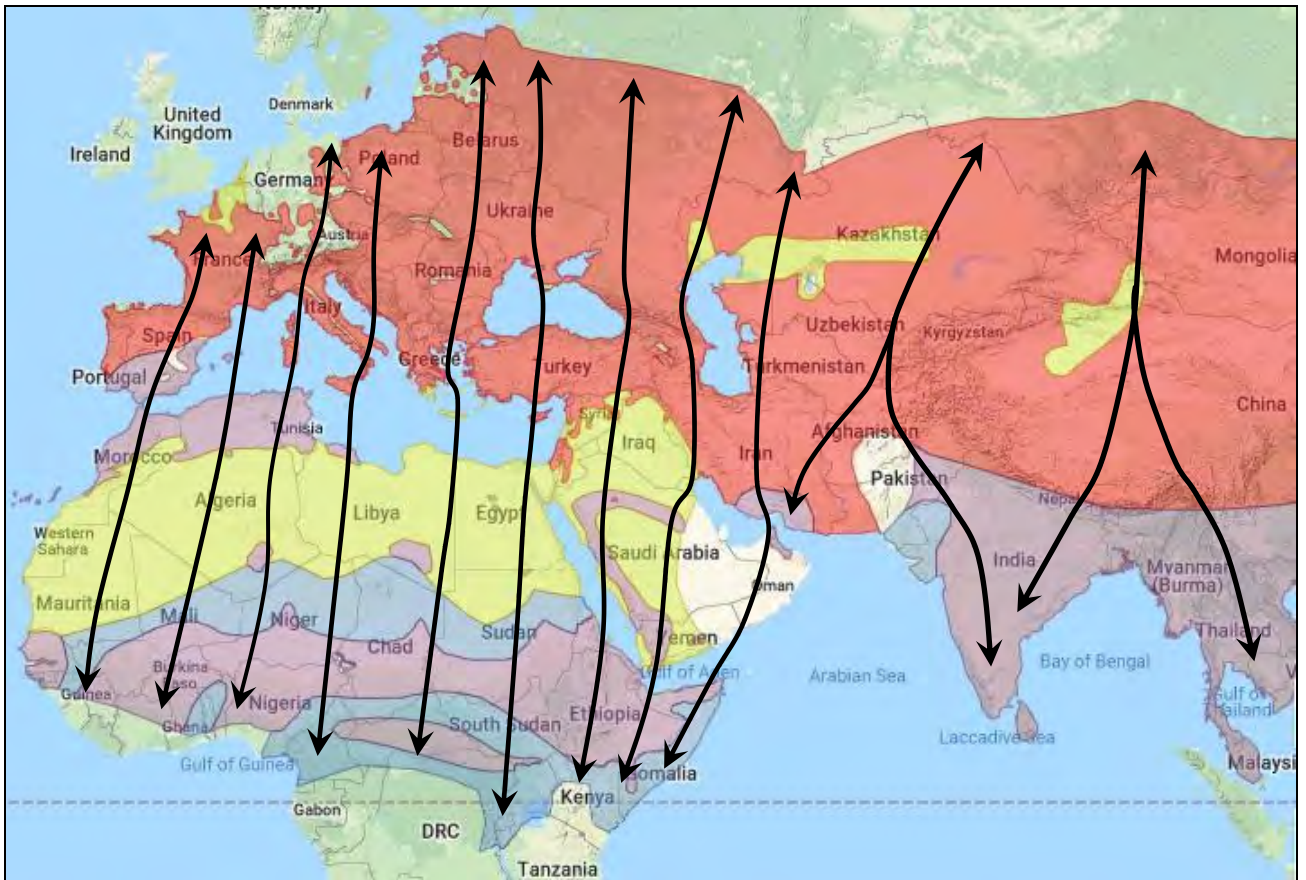 Norway
United
Kingdom
Denmark
Ireland
Belarus
Poland
Germany
Ukraine
Austria
France
Kazakhstan
Mongolia
Romania
Italy
Spain
Uzbekistan
Kyrgyzstan
Greece
Turkey
Turkmenistan
Portugal
China
Syria
Tunisia
Iraq
Afghanistan
Morocco
Iran
Pakistan
Algeria
Libya
Egypt
Nepal
Western
Sahara
Saudi Arabia
India
Myanmar
(Burma)
Oman
Mauritania
Mali
Niger
Sudan
Yemen
Thailand
Chad
Bay of Bengal
Burkina
Faso
Gulf of Aden
Arabian Sea
Guinea
Nigeria
Ethiopia
Gulf of
Thailand
V
Ghana
South Sudan
Laccadive Sea
Gulf of Guinea
Somalia
Malaysi
Kenya
Gabon
DRC
Tanzania